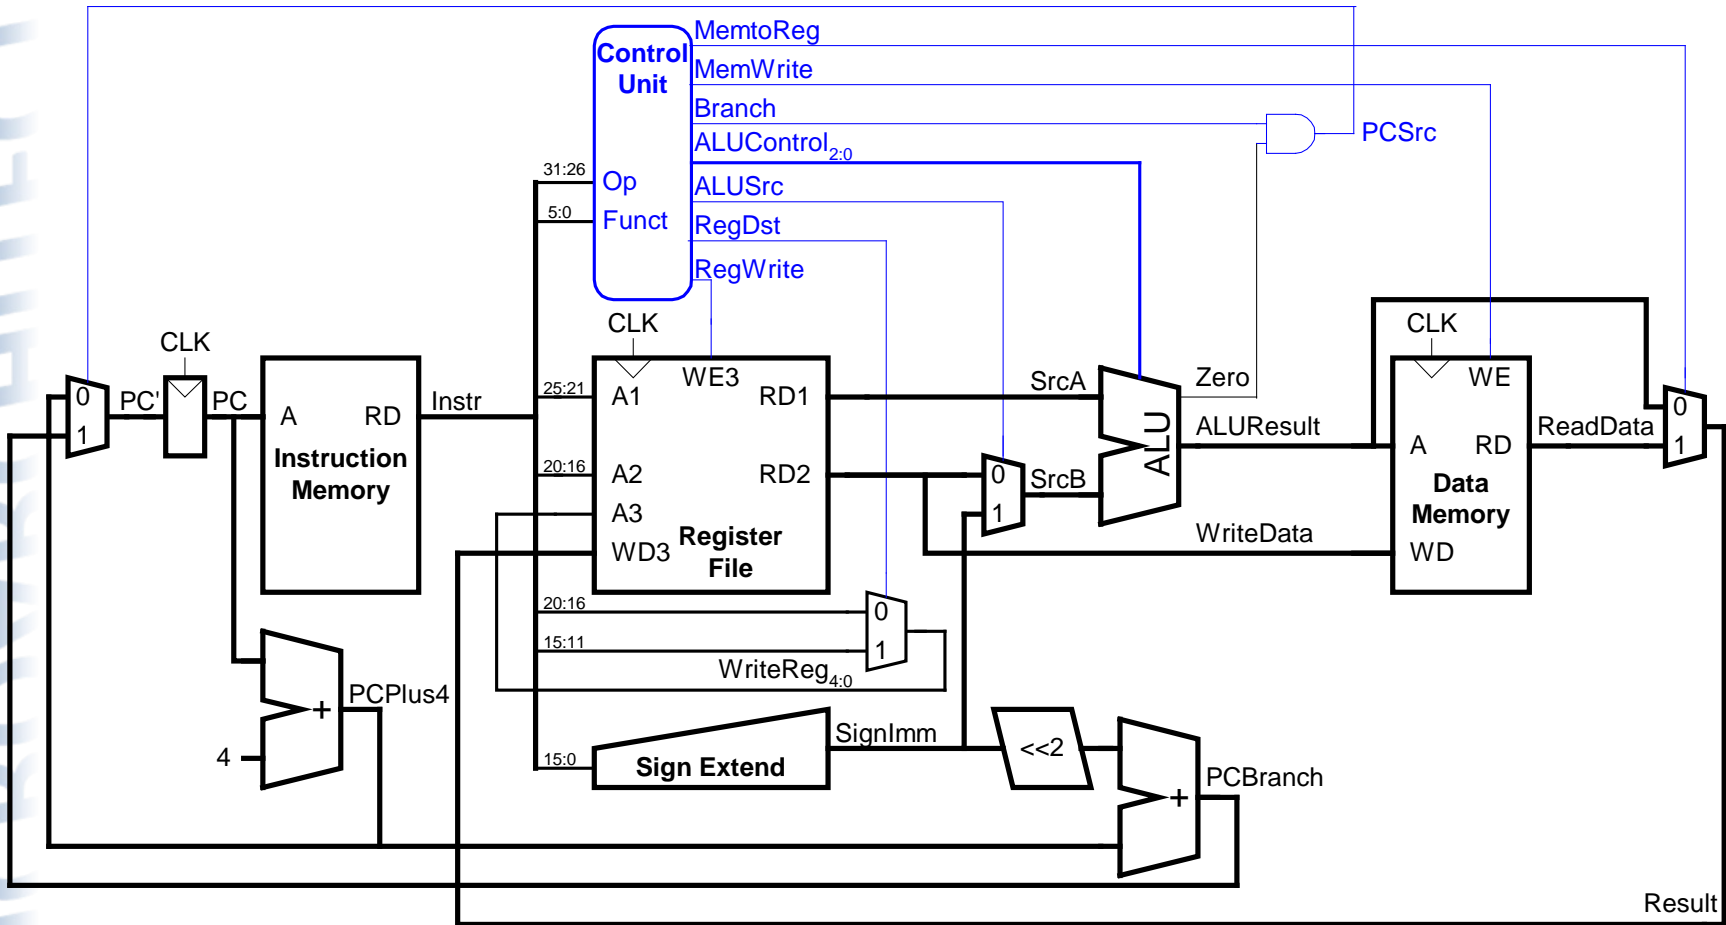 MemtoReg
Control
Unit
MemWrite
Branch
ALUControl2:0
PCSrc
31:26
Op
ALUSrc
5:0
Funct
RegDst
RegWrite
CLK
CLK
CLK
0
1
PC'
PC
A
RD
Instruction
Memory
Instr
25:21
A1
WE3
RD1
20:16
A2
RD2
A3
WD3
Register
File
SrcA
0
1
SrcB
ALU
Zero
ALUResult
WriteData
WE
A
RD
Data
Memory
WD
ReadData
0
1
20:16
0
15:11
1
WriteReg4:0
PCPlus4
+
4
15:0
Sign Extend
SignImm
<<2
+
PCBranch
Result